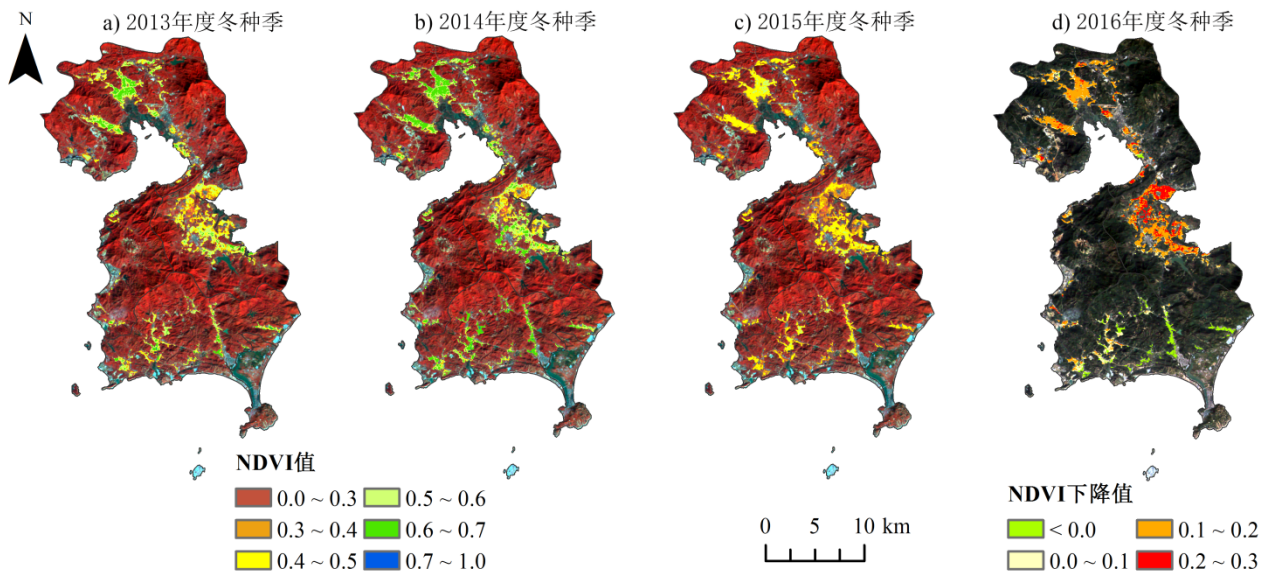 N
a) 2013年度冬种季
b) 2014年度冬种季
c) 2015年度冬种季
d) 2016年度冬种季
NDVI值
0.0 ~ 0.3
0.5 ~ 0.6
0.3 ~ 0.4
0.6 ~ 0.7
0.4 ~ 0.5
0.7 ~ 1.0
0 5 10 km
NDVI下降值
< 0.0
0.1 ~ 0.2
0.0 ~ 0.1
0.2 ~ 0.3